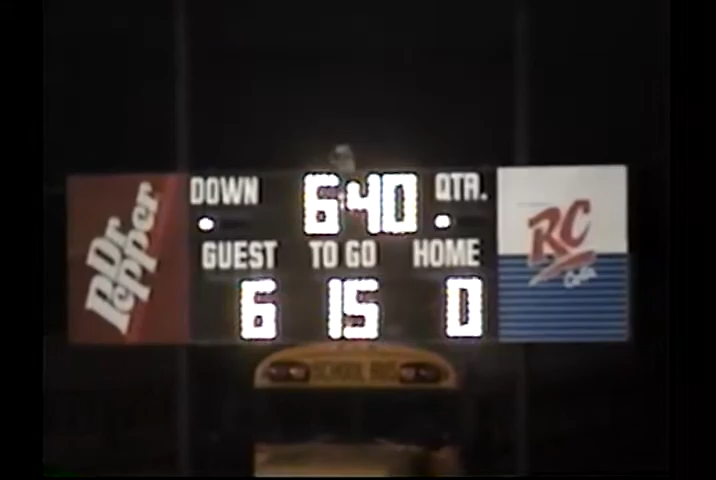 DOWN 6:40 QTR.
GUEST TO GO HOME
6 15 0
Dr Pepper
RC
Cola
SCHOOL BUS